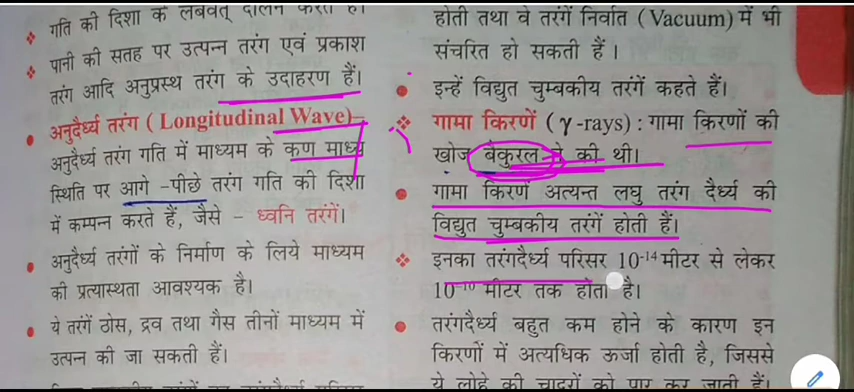 गति की दिशा के लंबवत् दोलन करता है।
पानी की सतह पर उत्पन्न तरंग एवं प्रकाश
तरंग आदि अनुप्रस्थ तरंग के उदाहरण हैं।
अनुदैर्ध्य तरंग (Longitudinal Wave)–
अनुदैर्ध्य तरंग गति में माध्यम के कण माध्य
स्थिति पर आगे -पीछे तरंग गति की दिशा
में कम्पन्न करते हैं, जैसे – ध्वनि तरंगें।
अनुदैर्ध्य तरंगों के निर्माण के लिये माध्यम
की प्रत्यास्थता आवश्यक है।
ये तरंगें ठोस, द्रव तथा गैस तीनों माध्यम में
उत्पन की जा सकती हैं।
होती तथा वे तरंगें निर्वात (Vacuum) में भी
संचरित हो सकती हैं ।
इन्हें विद्युत चुम्बकीय तरंगें कहते हैं।
गामा किरणें (γ-rays) : गामा किरणों की
खोज बैकुरल ने की थी।
गामा किरणें अत्यन्त लघु तरंग दैर्ध्य की
विद्युत चुम्बकीय तरंगें होती हैं।
इनका तरंगदैर्ध्य परिसर 10⁻¹⁴ मीटर से लेकर
10⁻¹⁰ मीटर तक होता है।
तरंगदैर्ध्य बहुत कम होने के कारण इन
किरणों में अत्यधिक ऊर्जा होती है, जिससे
ये लोहे की चादरों को पार कर जाती हैं।